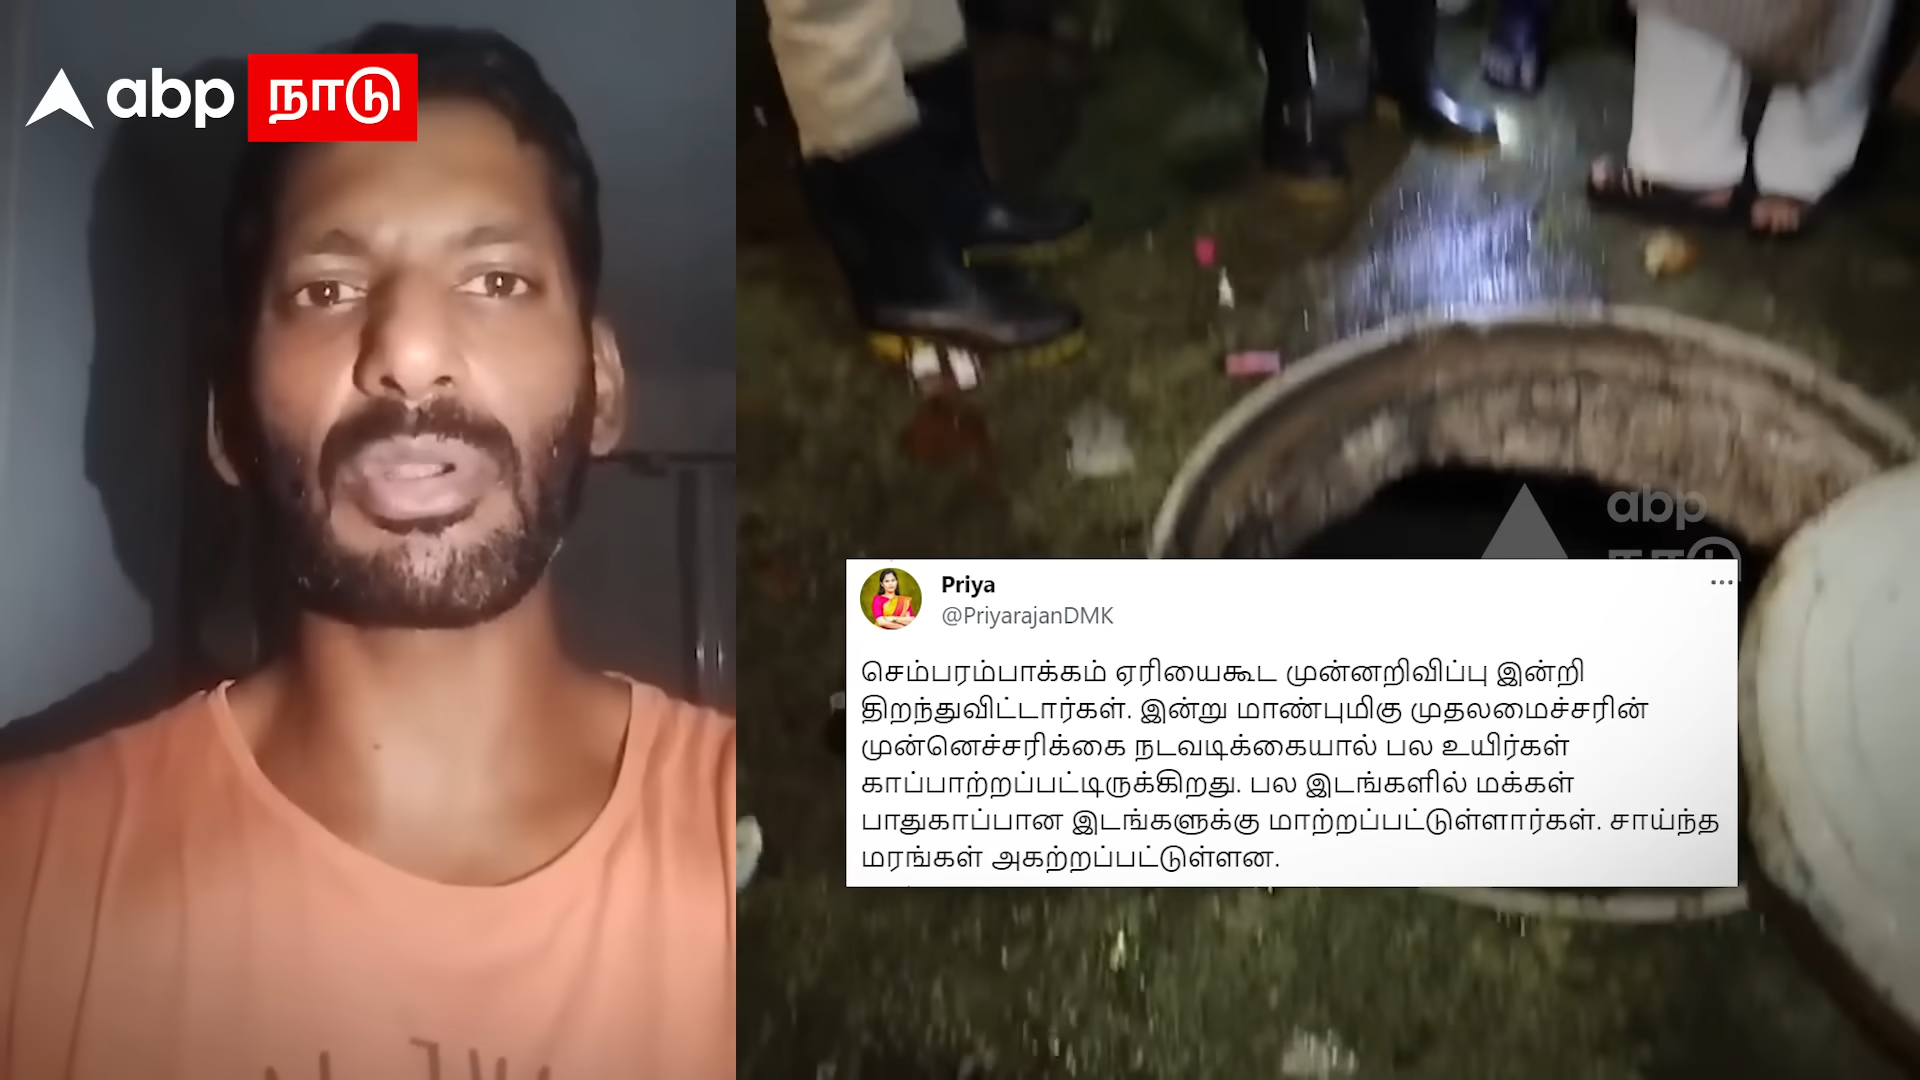 abp நாடு
abp
நாடு
Priya
@PriyarajanDMK
செம்பரம்பாக்கம் ஏரியைகூட முன்னறிவிப்பு இன்றி
திறந்துவிட்டார்கள். இன்று மாண்புமிகு முதலமைச்சரின்
முன்னெச்சரிக்கை நடவடிக்கையால் பல உயிர்கள்
காப்பாற்றப்பட்டிருக்கிறது. பல இடங்களில் மக்கள்
பாதுகாப்பான இடங்களுக்கு மாற்றப்பட்டுள்ளார்கள். சாய்ந்த
மரங்கள் அகற்றப்பட்டுள்ளன.